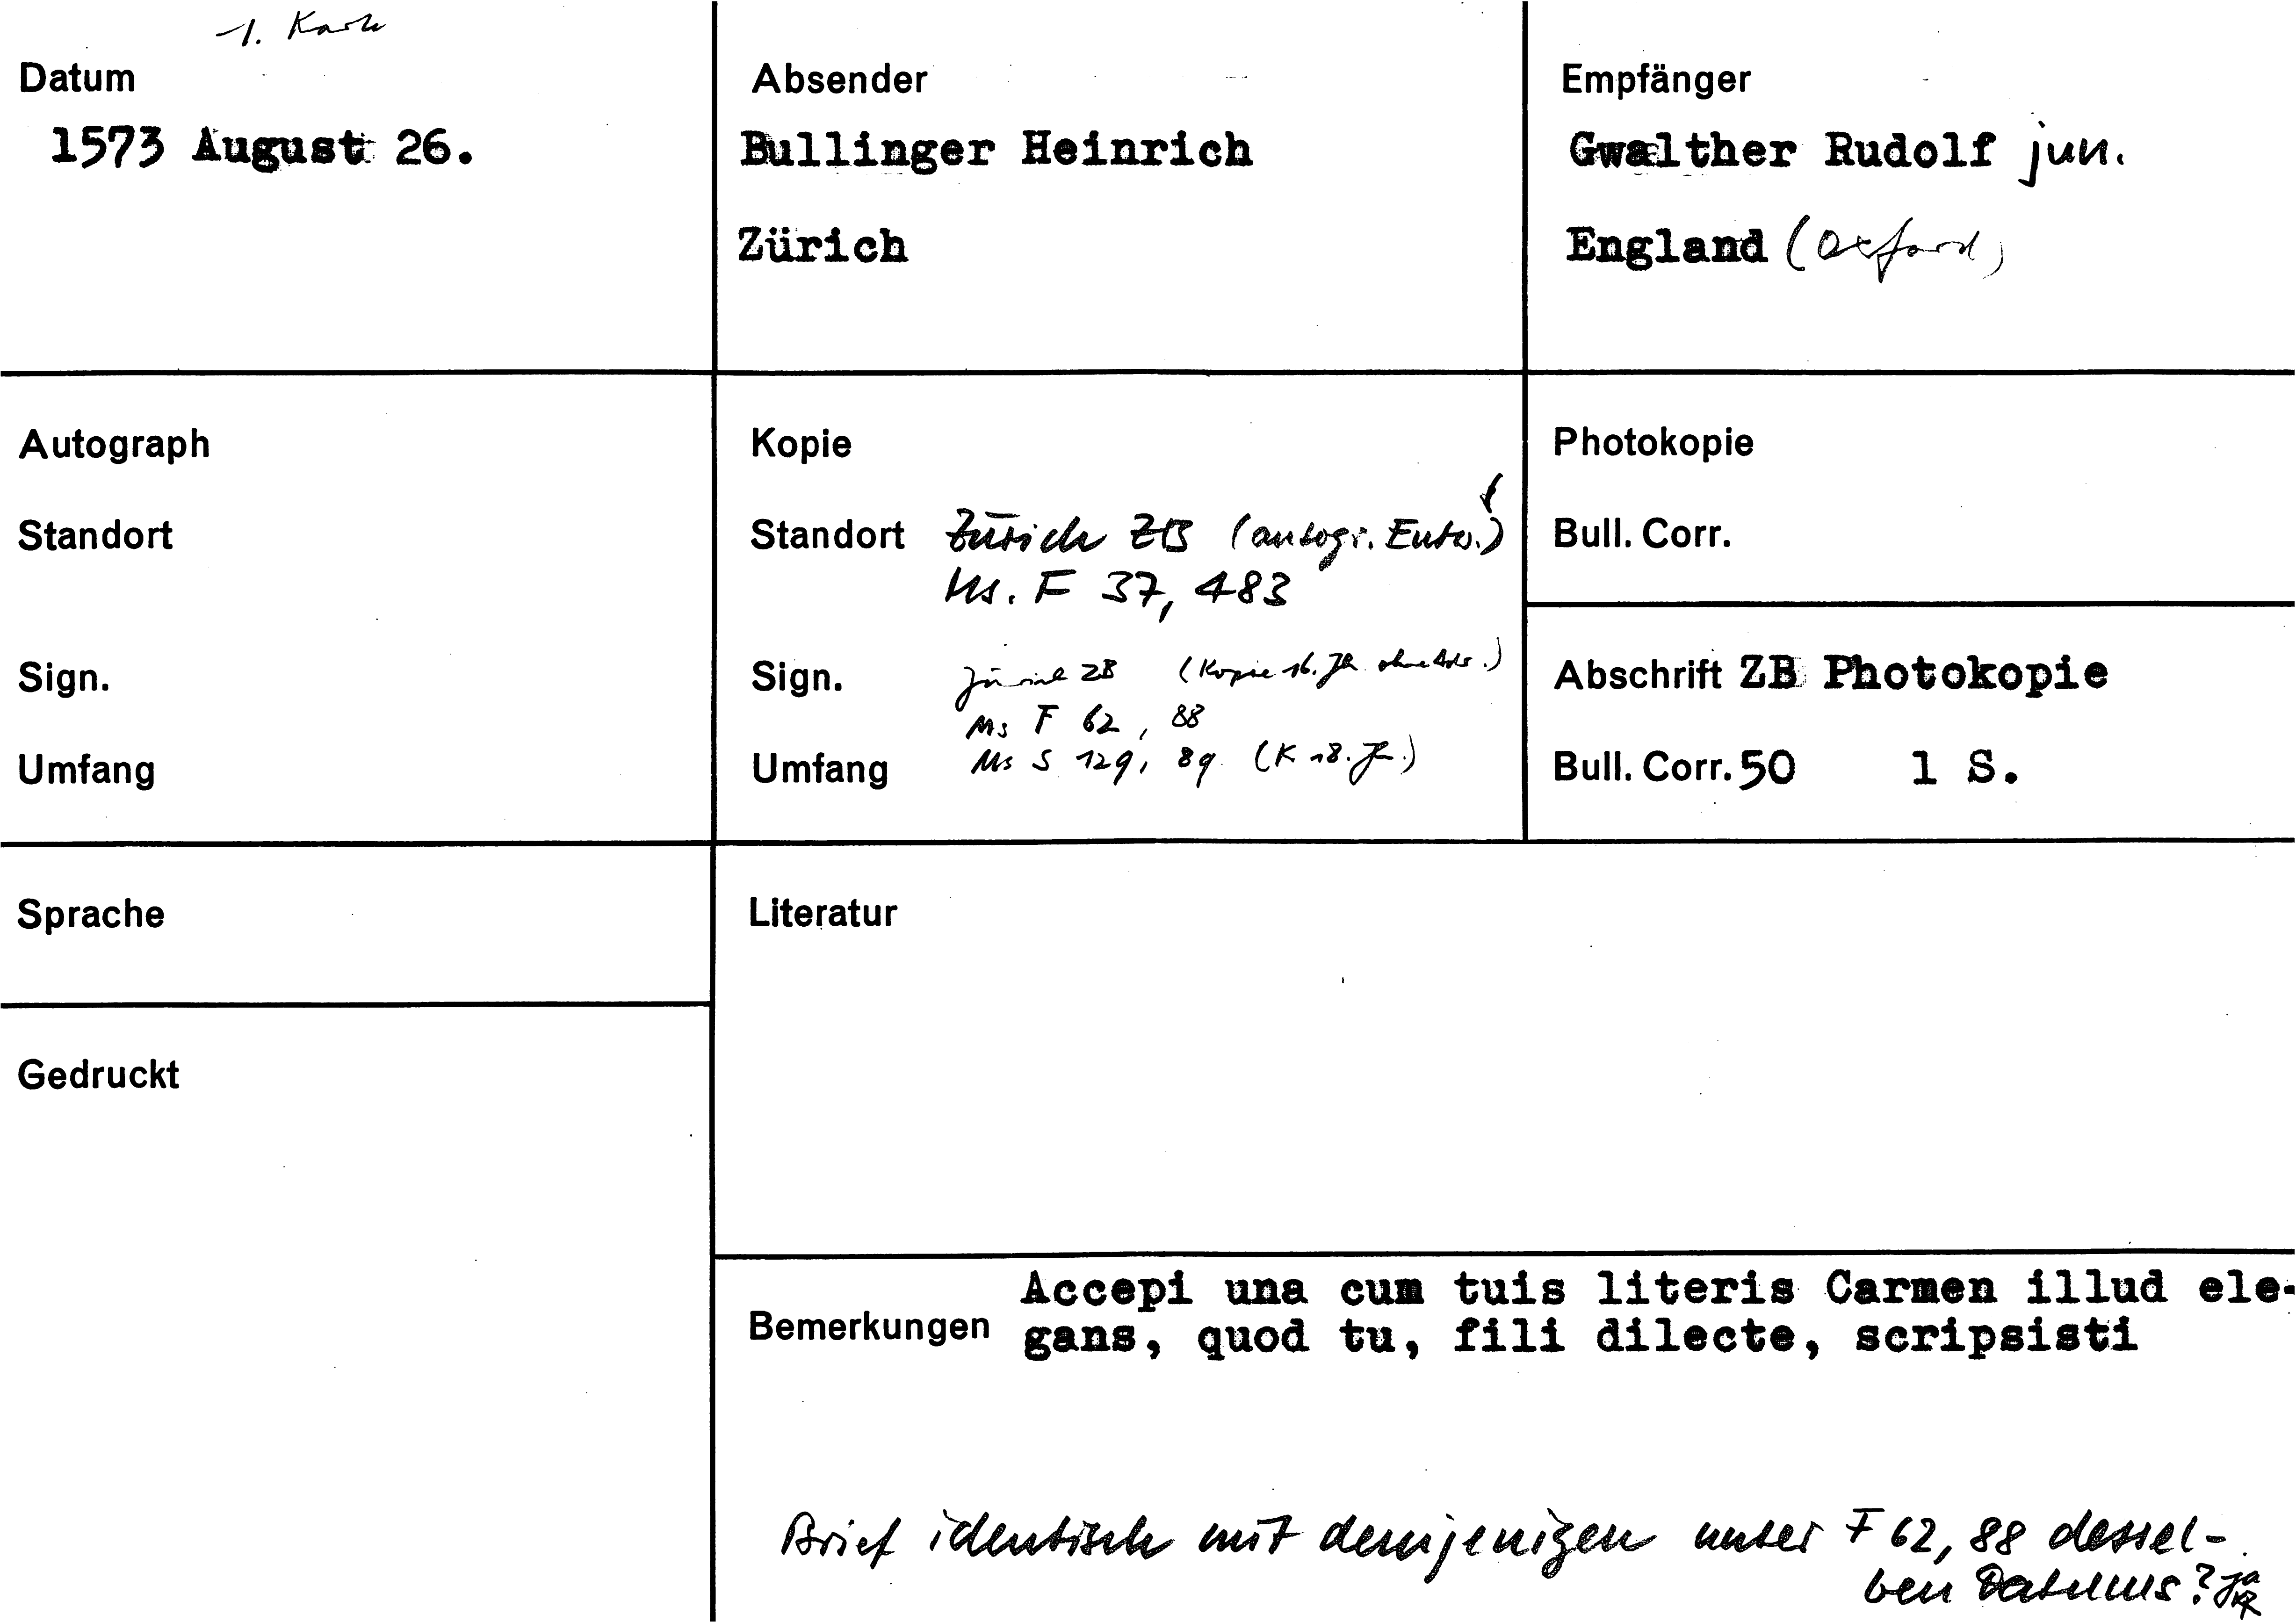 1. Karte
Datum
1573 August 26.
Absender
Bullinger Heinrich
Zürich
Empfänger
Gwalther Rudolf jun.
England (Oxford)
Autograph
Standort
Sign.
Umfang
Kopie
Standort Zürich ZB (autogr. Entw.)
Ms. F 37, 483
Sign. Zürich ZB (Kopie 16. Jh. ohne Adr.)
Ms F 62, 88
Umfang Ms S 129, 89 (K 18. Jh.)
Photokopie
Bull. Corr.
Abschrift ZB Photokopie
Bull. Corr. 50 1 S.
Sprache
Literatur
Gedruckt
Bemerkungen
Accepi una cum tuis literis Carmen illud ele-
gans, quod tu, fili dilecte, scripsisti
Brief identisch mit demjenigen unter F 62, 88 dessel-
ben Datums? ja